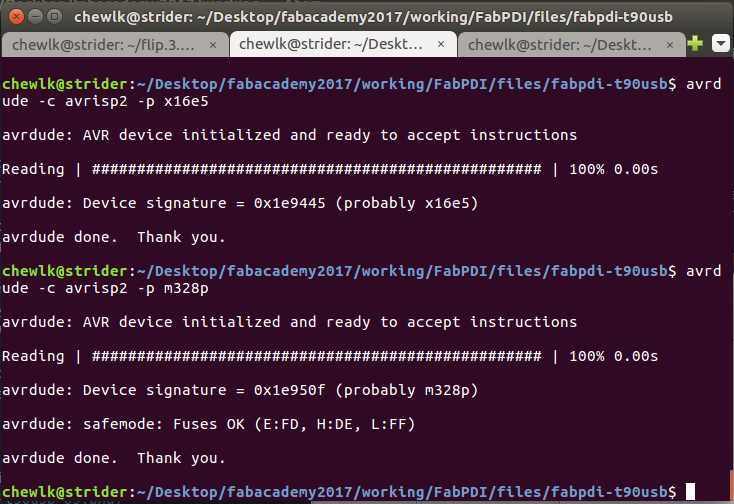 chewlk@strider: ~/Desktop/fabacademy2017/working/FabPDI/files/fabpdi-t90usb
chewlk@strider: ~/flip.3.... × chewlk@strider: ~/Deskt... × chewlk@strider: ~/Deskt... ×
chewlk@strider:~/Desktop/fabacademy2017/working/FabPDI/files/fabpdi-t90usb$ avrd
ude -c avrisp2 -p x16e5
avrdude: AVR device initialized and ready to accept instructions
Reading | ################################################## | 100% 0.00s
avrdude: Device signature = 0x1e9445 (probably x16e5)
avrdude done.  Thank you.
chewlk@strider:~/Desktop/fabacademy2017/working/FabPDI/files/fabpdi-t90usb$ avrd
ude -c avrisp2 -p m328p
avrdude: AVR device initialized and ready to accept instructions
Reading | ################################################## | 100% 0.00s
avrdude: Device signature = 0x1e950f (probably m328p)
avrdude: safemode: Fuses OK (E:FD, H:DE, L:FF)
avrdude done.  Thank you.
chewlk@strider:~/Desktop/fabacademy2017/working/FabPDI/files/fabpdi-t90usb$